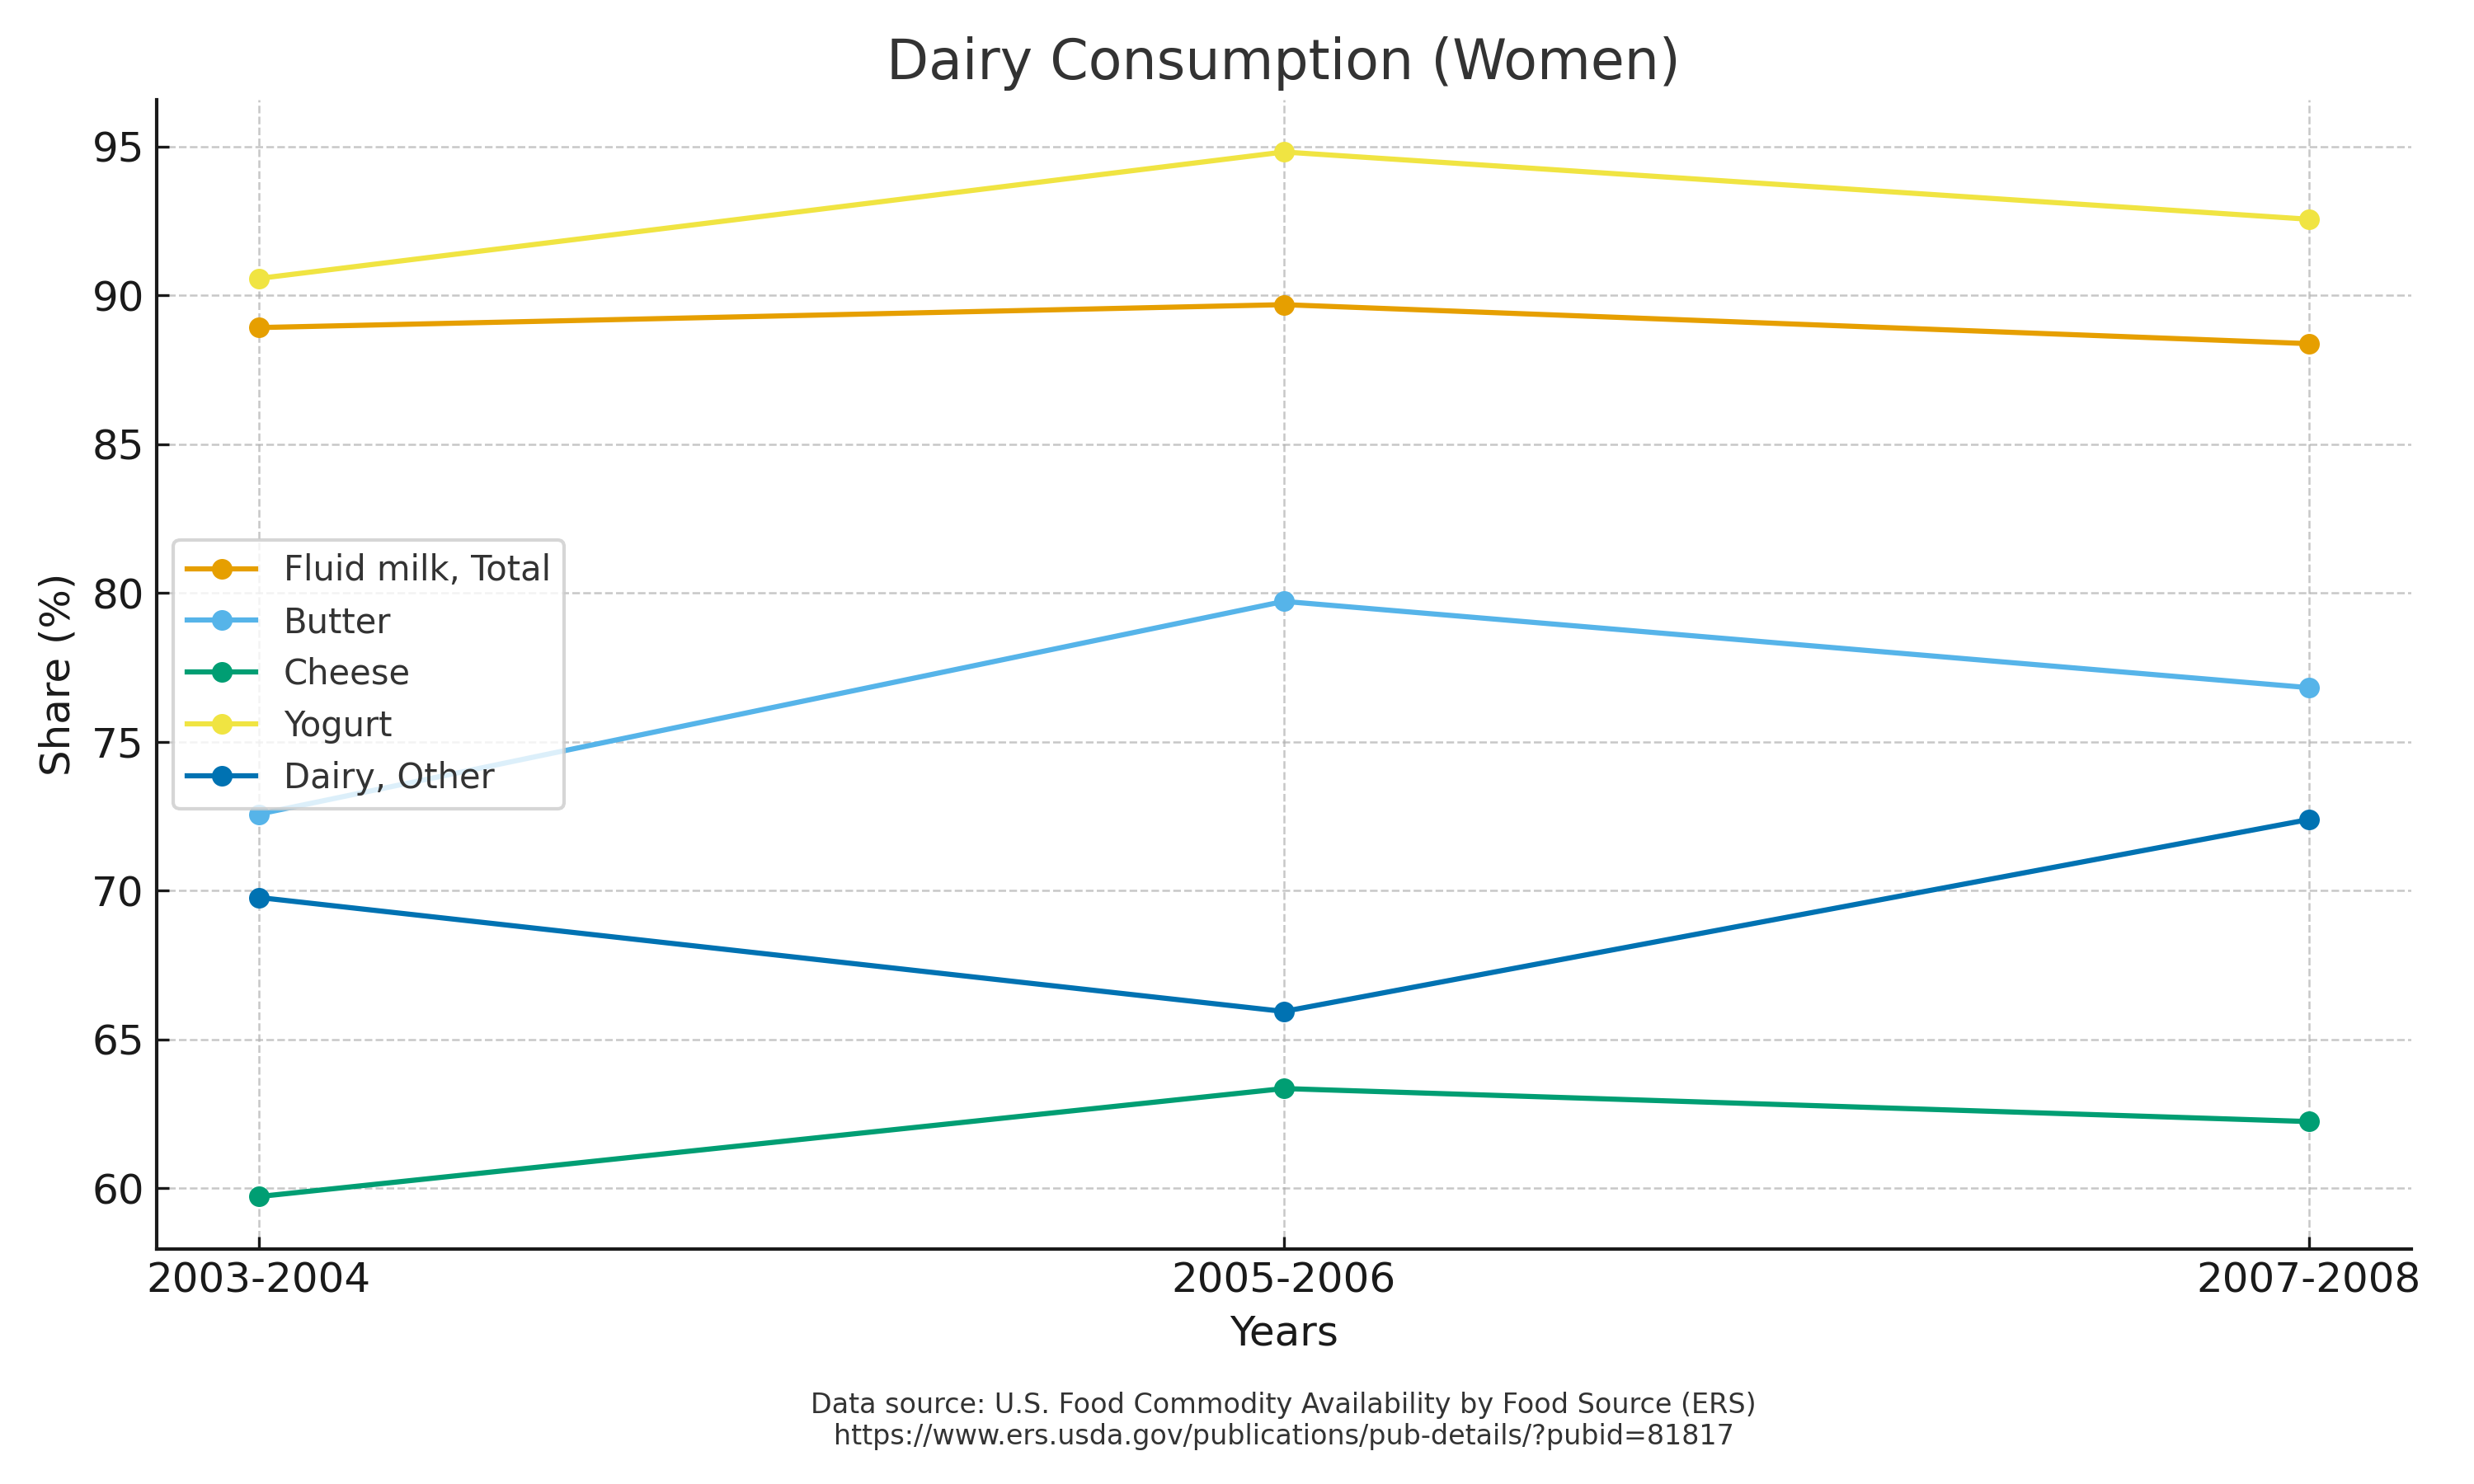 Dairy Consumption (Women)
95
90
85
80
75
70
65
60
Share (%)
Fluid milk, Total
Butter
Cheese
Yogurt
Dairy, Other
2003-2004 2005-2006 2007-2008
Years
Data source: U.S. Food Commodity Availability by Food Source (ERS)
https://www.ers.usda.gov/publications/pub-details/?pubid=81817